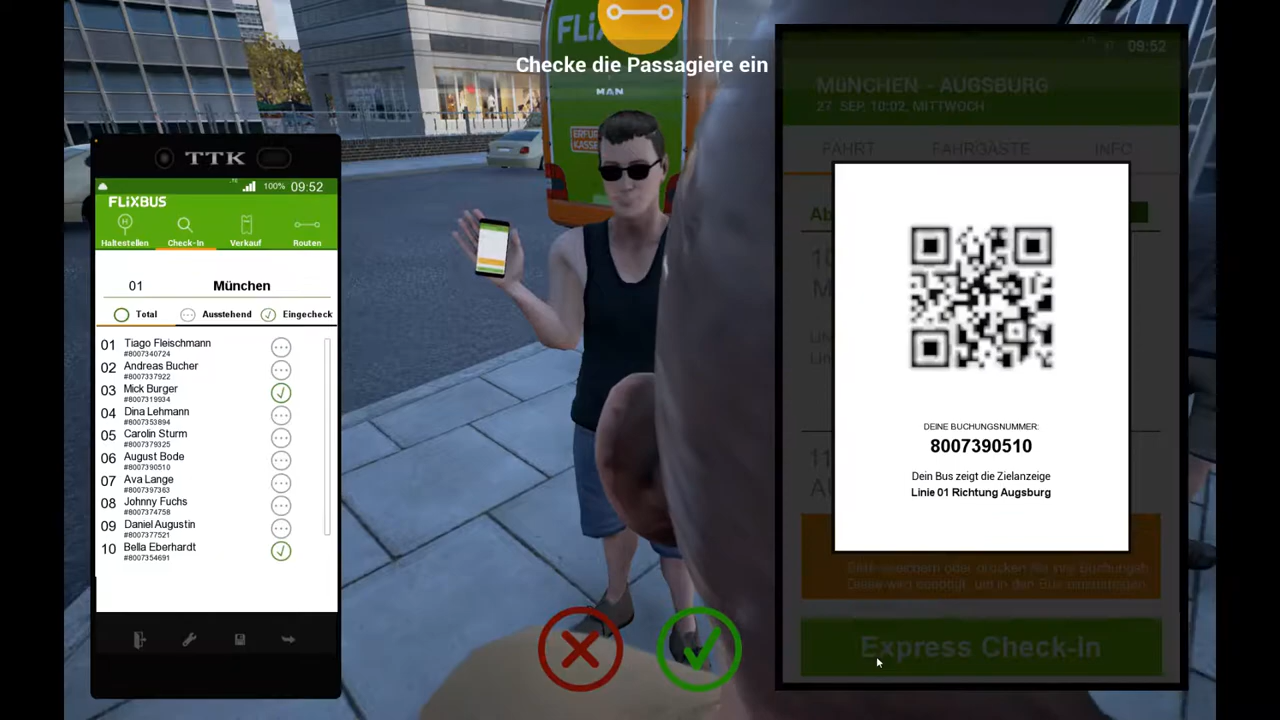 Checke die Passagiere ein
FLiX
MAN
TTK
100% 09:52
FLiXBUS
Haltestellen Check-In Verkauf Routen
01 München
Total Ausstehend Eingecheck
01 Tiago Fleischmann
#8007340724
02 Andreas Bucher
#8007337922
03 Mick Burger
#8007319934
04 Dina Lehmann
#8007353894
05 Carolin Sturm
#8007379325
06 August Bode
#8007390510
07 Ava Lange
#8007397363
08 Johnny Fuchs
#8007374758
09 Daniel Augustin
#8007377521
10 Bella Eberhardt
#8007354691
09:52
MÜNCHEN - AUGSBURG
27. SEP, 10:02, MITTWOCH
FAHRT FAHRGÄSTE INFO
DEINE BUCHUNGSNUMMER:
8007390510
Dein Bus zeigt die Zielanzeige
Linie 01 Richtung Augsburg
Express Check-In